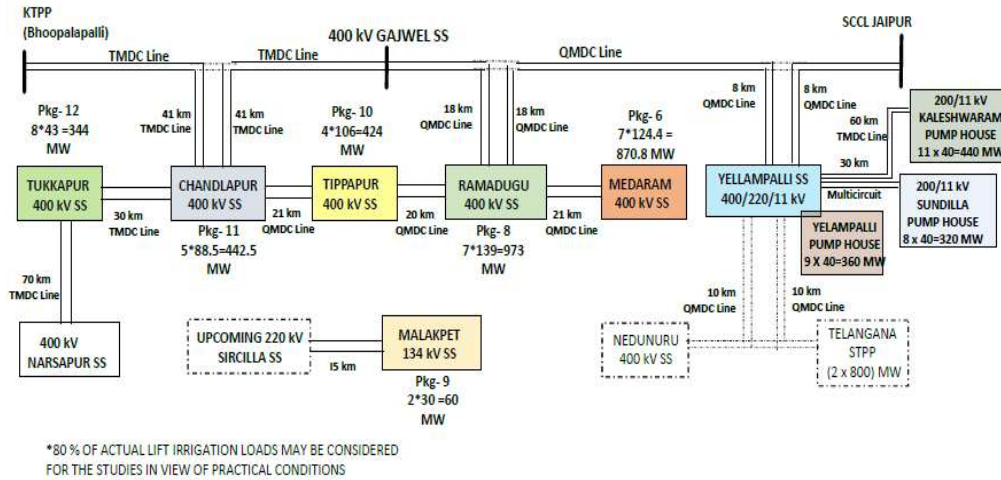 KTPP
(Bhoopalapalli)
400 kV GAJWEL SS
SCCL JAIPUR
TMDC Line
TMDC Line
QMDC Line
41 km
TMDC Line
41 km
TMDC Line
18 km
QMDC Line
18 km
QMDC Line
8 km
QMDC Line
8 km
QMDC Line
Pkg- 12
8*43 =344
MW
Pkg- 10
4*106=424
MW
Pkg- 6
7*124.4 =
870.8 MW
60 km
TMDC Line
30 km
Multicircuit
200/11 kV
KALESHWARAM
PUMP HOUSE
11 x 40=440 MW
TUKKAPUR
400 kV SS
CHANDLAPUR
400 kV SS
TIPPAPUR
400 kV SS
RAMADUGU
400 kV SS
MEDARAM
400 kV SS
YELLAMPALLI SS
400/220/11 kV
200/11 kV
SUNDILLA
PUMP HOUSE
8 x 40=320 MW
YELAMPALLI
PUMP HOUSE
9 X 40=360 MW
30 km
TMDC Line
21 km
QMDC Line
20 km
QMDC Line
21 km
QMDC Line
Pkg- 11
5*88.5=442.5
MW
Pkg- 8
7*139=973
MW
70 km
TMDC Line
10 km
QMDC Line
10 km
QMDC Line
400 kV
NARSAPUR SS
UPCOMING 220 kV
SIRCILLA SS
I5 km
MALAKPET
134 kV SS
Pkg- 9
2*30 =60
MW
NEDUNURU
400 kV SS
TELANGANA
STPP
(2 x 800) MW
*80 % OF ACTUAL LIFT IRRIGATION LOADS MAY BE CONSIDERED
FOR THE STUDIES IN VIEW OF PRACTICAL CONDITIONS